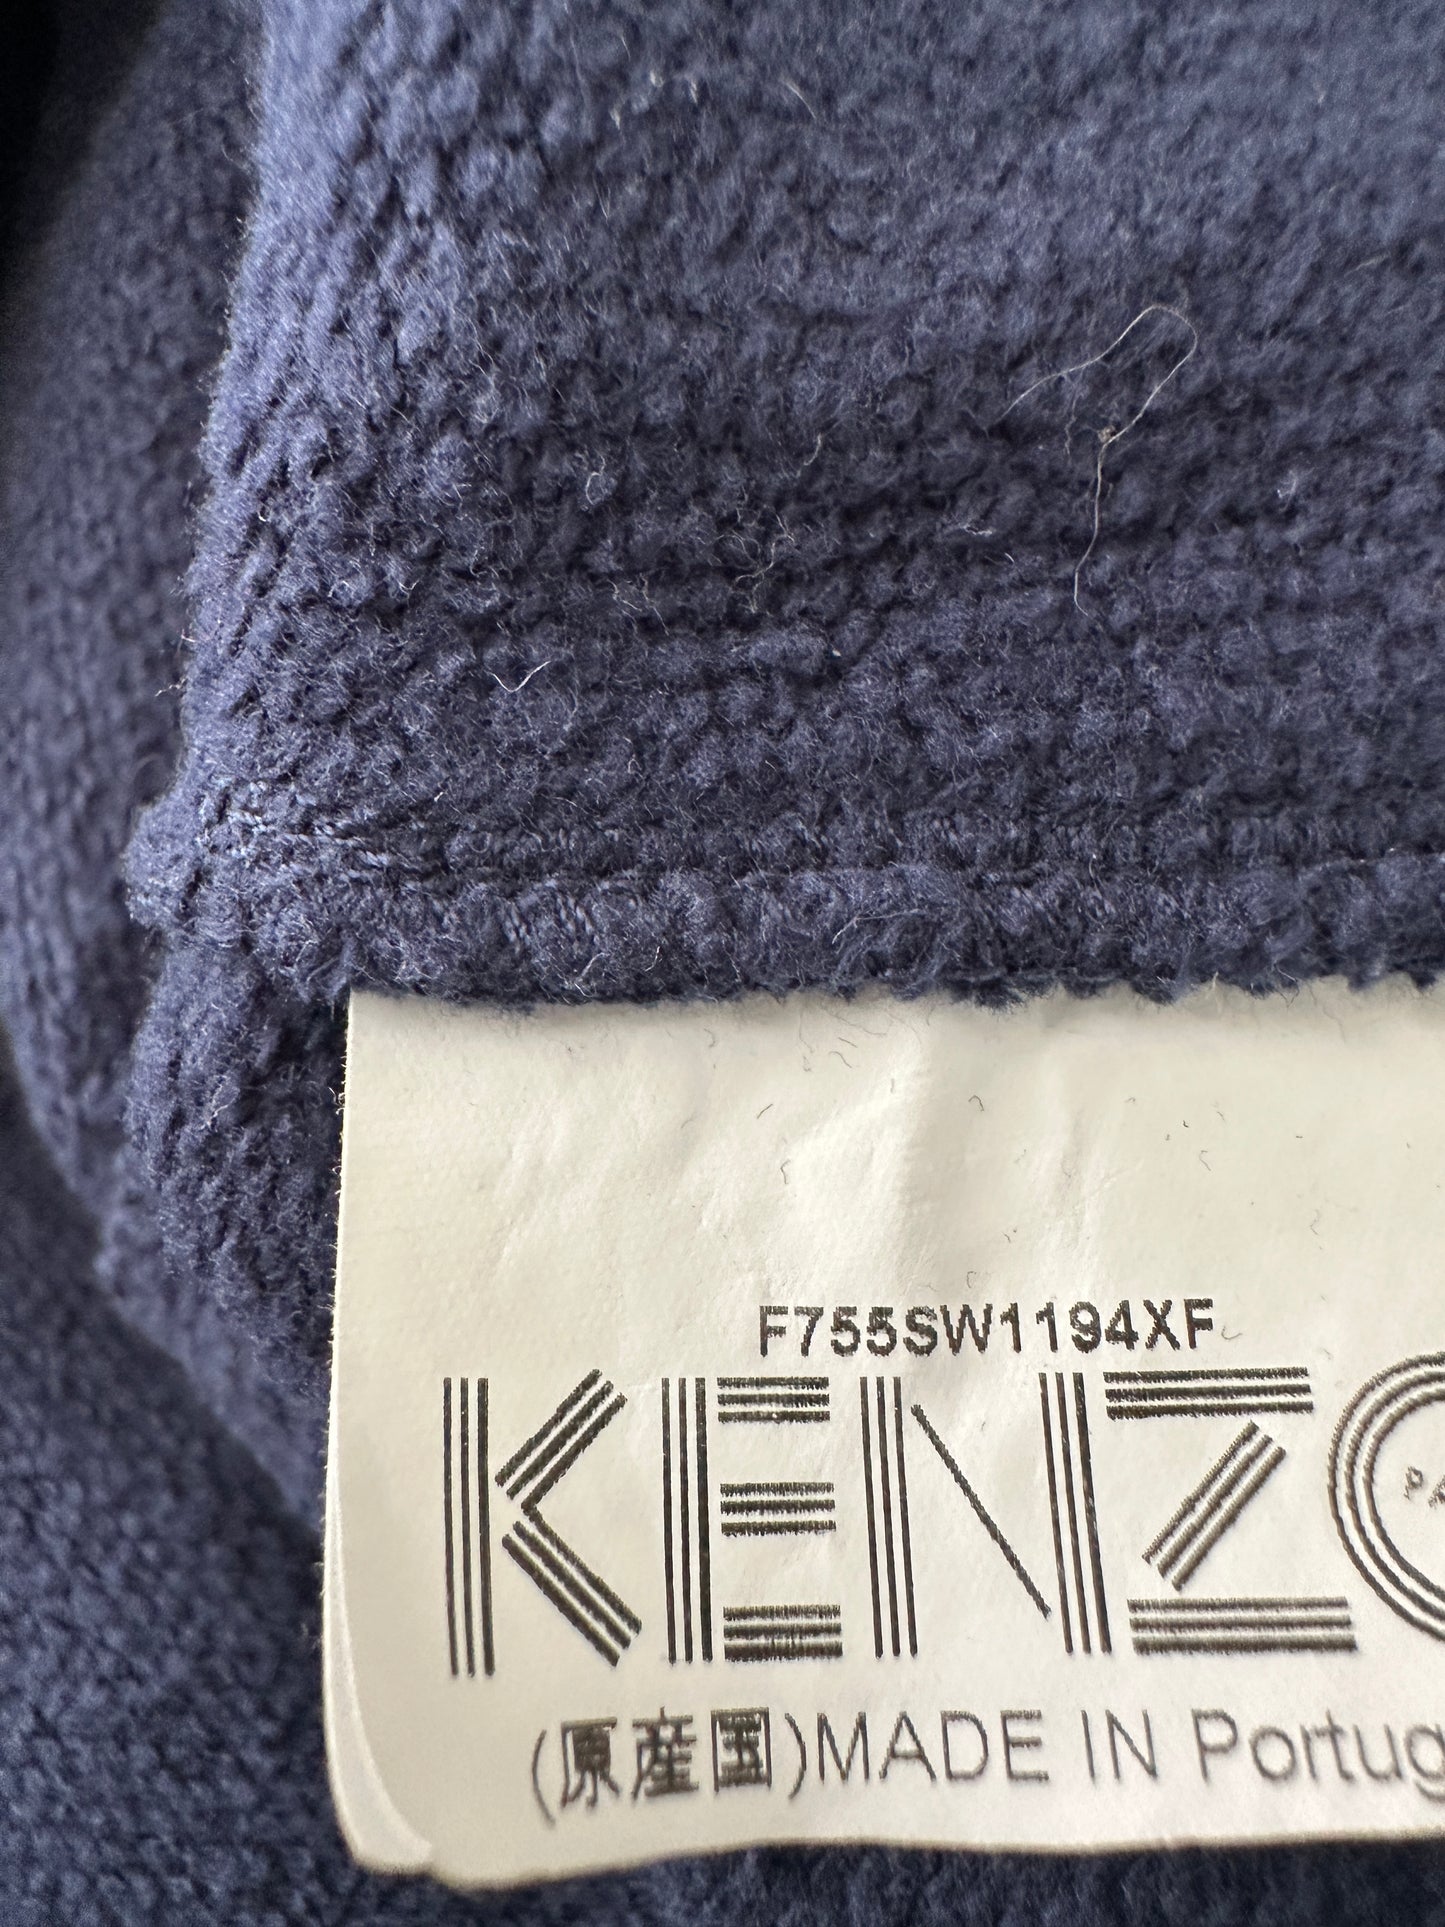 F755SW1194XF
KENZO
(原産国)MADE IN Portug